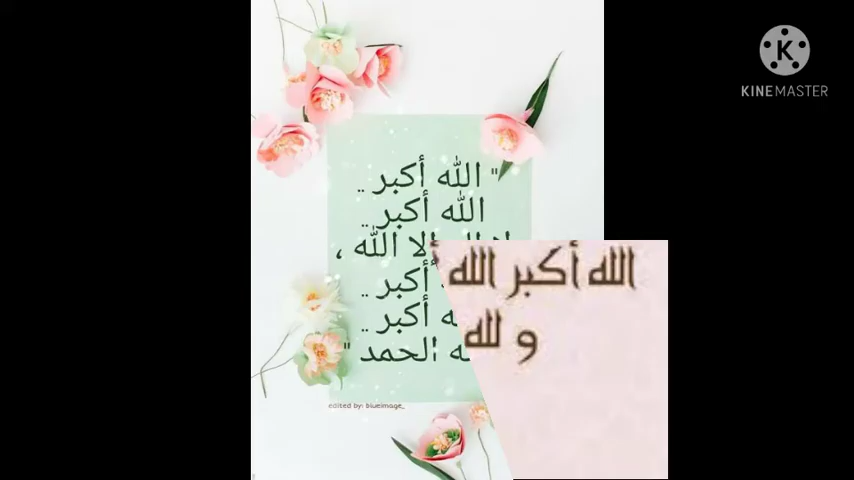 " الله أكبر ..
الله أكبر ..
إلا الله ،
أكبر ..
أكبر ..
الحمد "
edited by: blueimage_
الله أكبر الله
و لله
KINEMASTER